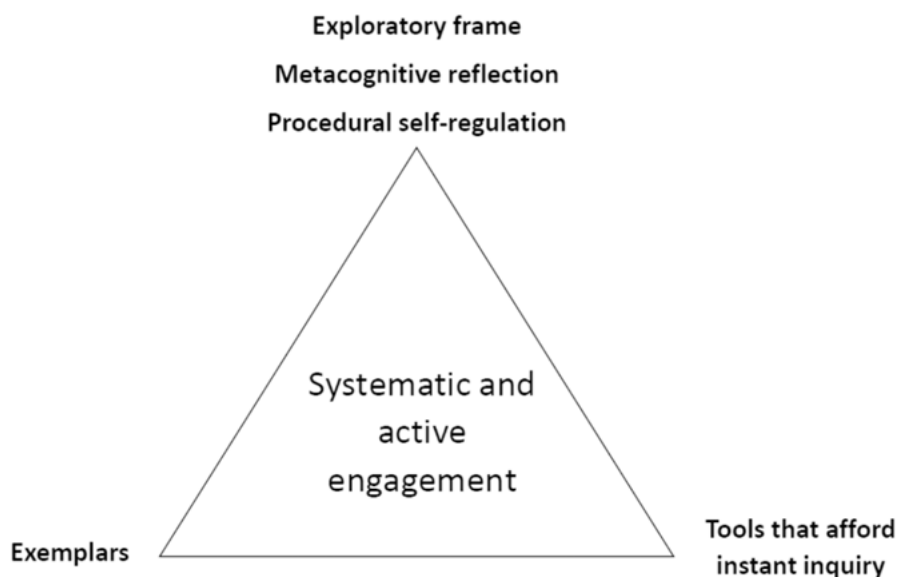 Exploratory frame
Metacognitive reflection
Procedural self-regulation
Systematic and
active
engagement
Exemplars
Tools that afford
instant inquiry